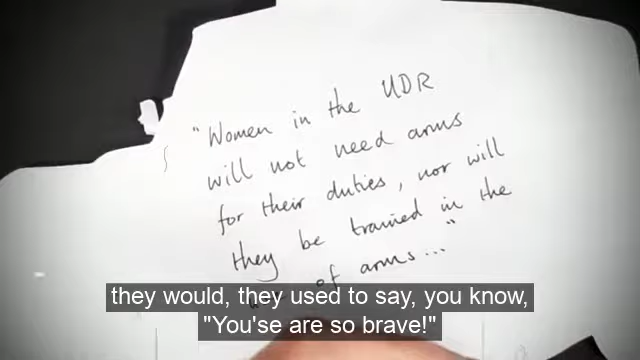 "Women in the UDR
will not need arms
for their duties, nor will
they be trained in the
of arms..."
they would, they used to say, you know,
"You'se are so brave!"